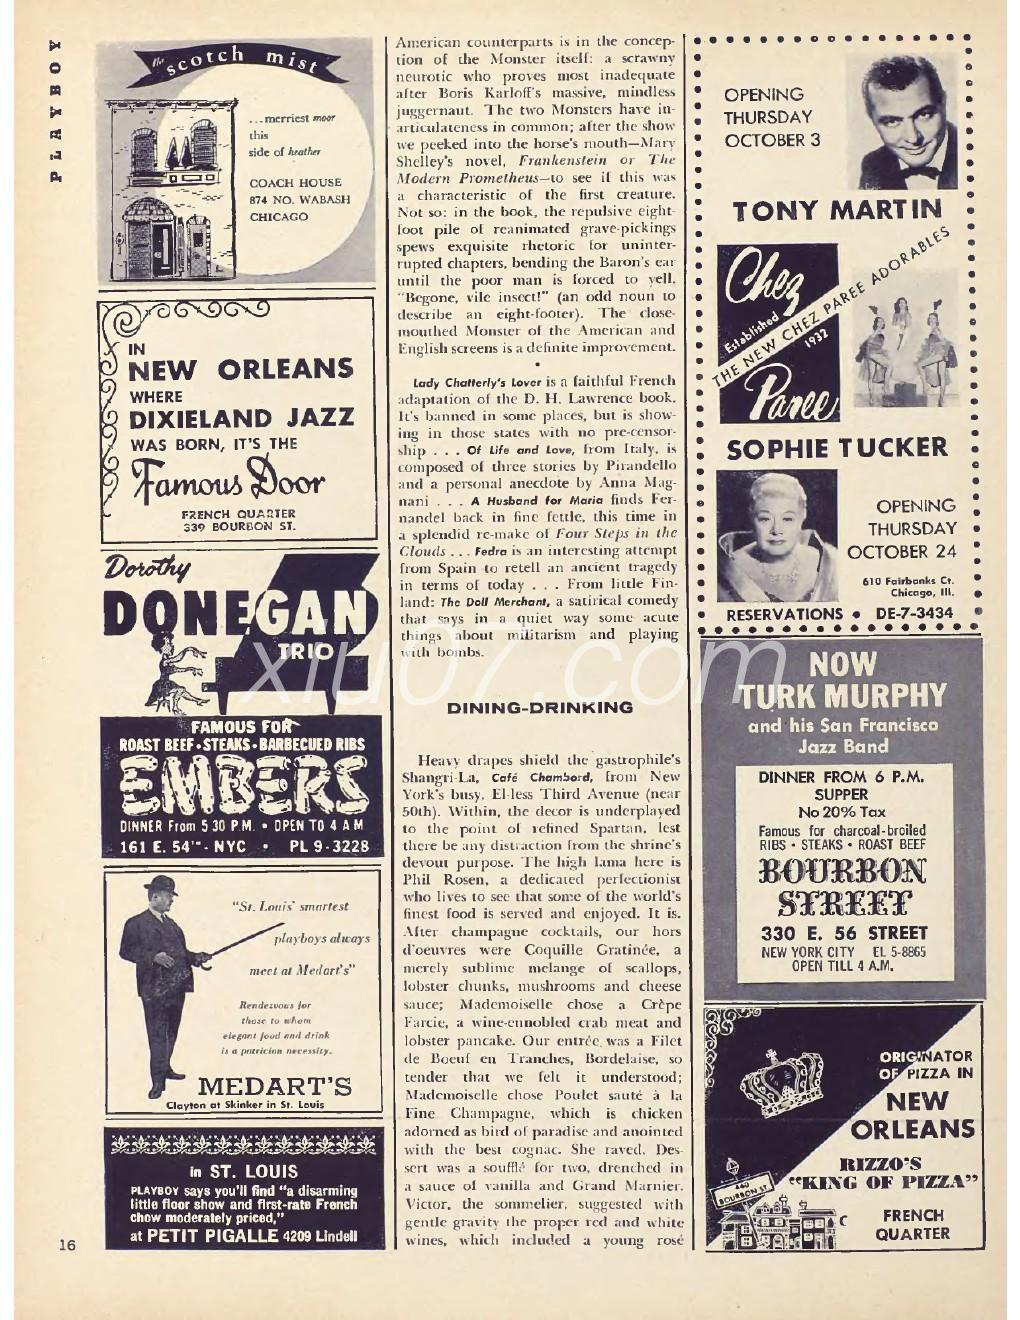 PLAYBOY
the scotch mist
...merriest moor
this
side of heather
COACH HOUSE
874 NO. WABASH
CHICAGO
IN
NEW ORLEANS
WHERE
DIXIELAND JAZZ
WAS BORN, IT'S THE
Famous Door
FRENCH QUARTER
339 BOURBON ST.
Dorothy
DONEGAN
TRIO
FAMOUS FOR
ROAST BEEF • STEAKS • BARBECUED RIBS
EMBERS
DINNER From 5 30 P.M. • OPEN TO 4 A M
161 E. 54TH - NYC • PL 9-3228
"St. Louis' smartest
playboys always
meet at Medart's"
Rendezvous for
those to whom
elegant food and drink
is a patrician necessity.
MEDART'S
Clayton at Skinker in St. Louis
in ST. LOUIS
PLAYBOY says you'll find "a disarming
little floor show and first-rate French
chow moderately priced,"
at PETIT PIGALLE 4209 Lindell
16
American counterparts is in the concep-
tion of the Monster itself: a scrawny
neurotic who proves most inadequate
after Boris Karloff's massive, mindless
juggernaut. The two Monsters have in-
articulateness in common; after the show
we peeked into the horse's mouth—Mary
Shelley's novel, Frankenstein or The
Modern Prometheus—to see if this was
a characteristic of the first creature.
Not so: in the book, the repulsive eight-
foot pile of reanimated grave-pickings
spews exquisite rhetoric for uninter-
rupted chapters, bending the Baron's ear
until the poor man is forced to yell,
"Begone, vile insect!" (an odd noun to
describe an eight-footer). The close-
mouthed Monster of the American and
English screens is a definite improvement.
•
Lady Chatterly's Lover is a faithful French
adaptation of the D. H. Lawrence book.
It's banned in some places, but is show-
ing in those states with no pre-censor-
ship . . . Of Life and Love, from Italy, is
composed of three stories by Pirandello
and a personal anecdote by Anna Mag-
nani . . . A Husband for Maria finds Fer-
nandel back in fine fettle, this time in
a splendid re-make of Four Steps in the
Clouds . . . Fedra is an interesting attempt
from Spain to retell an ancient tragedy
in terms of today . . . From little Fin-
land: The Doll Merchant, a satirical comedy
that says in a quiet way some acute
things about militarism and playing
with bombs.
DINING-DRINKING
Heavy drapes shield the gastrophile's
Shangri-La, Café Chambord, from New
York's busy, El-less Third Avenue (near
50th). Within, the decor is underplayed
to the point of refined Spartan, lest
there be any distraction from the shrine's
devout purpose. The high lama here is
Phil Rosen, a dedicated perfectionist
who lives to see that some of the world's
finest food is served and enjoyed. It is.
After champagne cocktails, our hors
d'oeuvres were Coquille Gratinée, a
merely sublime melange of scallops,
lobster chunks, mushrooms and cheese
sauce; Mademoiselle chose a Crèpe
Farcie, a wine-ennobled crab meat and
lobster pancake. Our entrée was a Filet
de Boeuf en Tranches, Bordelaise, so
tender that we felt it understood;
Mademoiselle chose Poulet sauté à la
Fine Champagne, which is chicken
adorned as bird of paradise and anointed
with the best cognac. She raved. Des-
sert was a soufflé for two, drenched in
a sauce of vanilla and Grand Marnier.
Victor, the sommelier, suggested with
gentle gravity the proper red and white
wines, which included a young rosé
OPENING
THURSDAY
OCTOBER 3
TONY MARTIN
Chez
Established 1932
THE NEW CHEZ PAREE ADORABLES
Paree
SOPHIE TUCKER
OPENING
THURSDAY
OCTOBER 24
610 Fairbanks Ct.
Chicago, Ill.
RESERVATIONS • DE-7-3434
NOW
TURK MURPHY
and his San Francisco
Jazz Band
DINNER FROM 6 P.M.
SUPPER
No 20% Tax
Famous for charcoal-broiled
RIBS • STEAKS • ROAST BEEF
BOURBON
STREET
330 E. 56 STREET
NEW YORK CITY EL 5-8865
OPEN TILL 4 A.M.
ORIGINATOR
OF PIZZA IN
NEW
ORLEANS
RIZZO'S
"KING OF PIZZA"
440
BOURBON ST.
FRENCH
QUARTER
xiu07.com